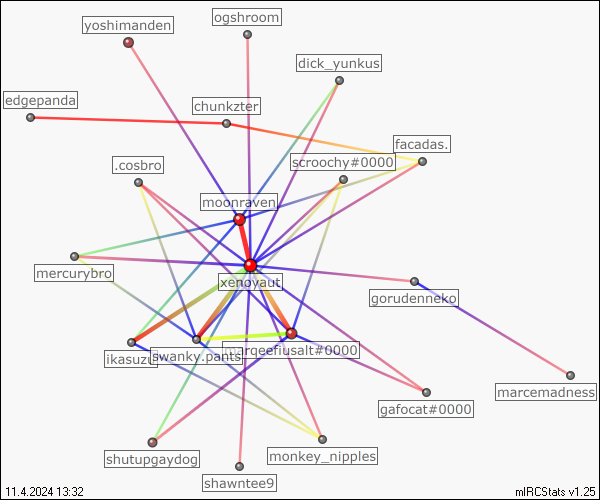 ogshroom
yoshimanden
dick_yunkus
edgepanda
chunkzter
facadas.
.cosbro
scroochy#0000
moonraven
mercurybro
xenoyaut
gorudenneko
ikasuzu
swanky.pants
rqeefiusalt#0000
marcemadness
gafocat#0000
shutupgaydog
monkey_nipples
shawntee9
11.4.2024 13:32
mIRCStats v1.25